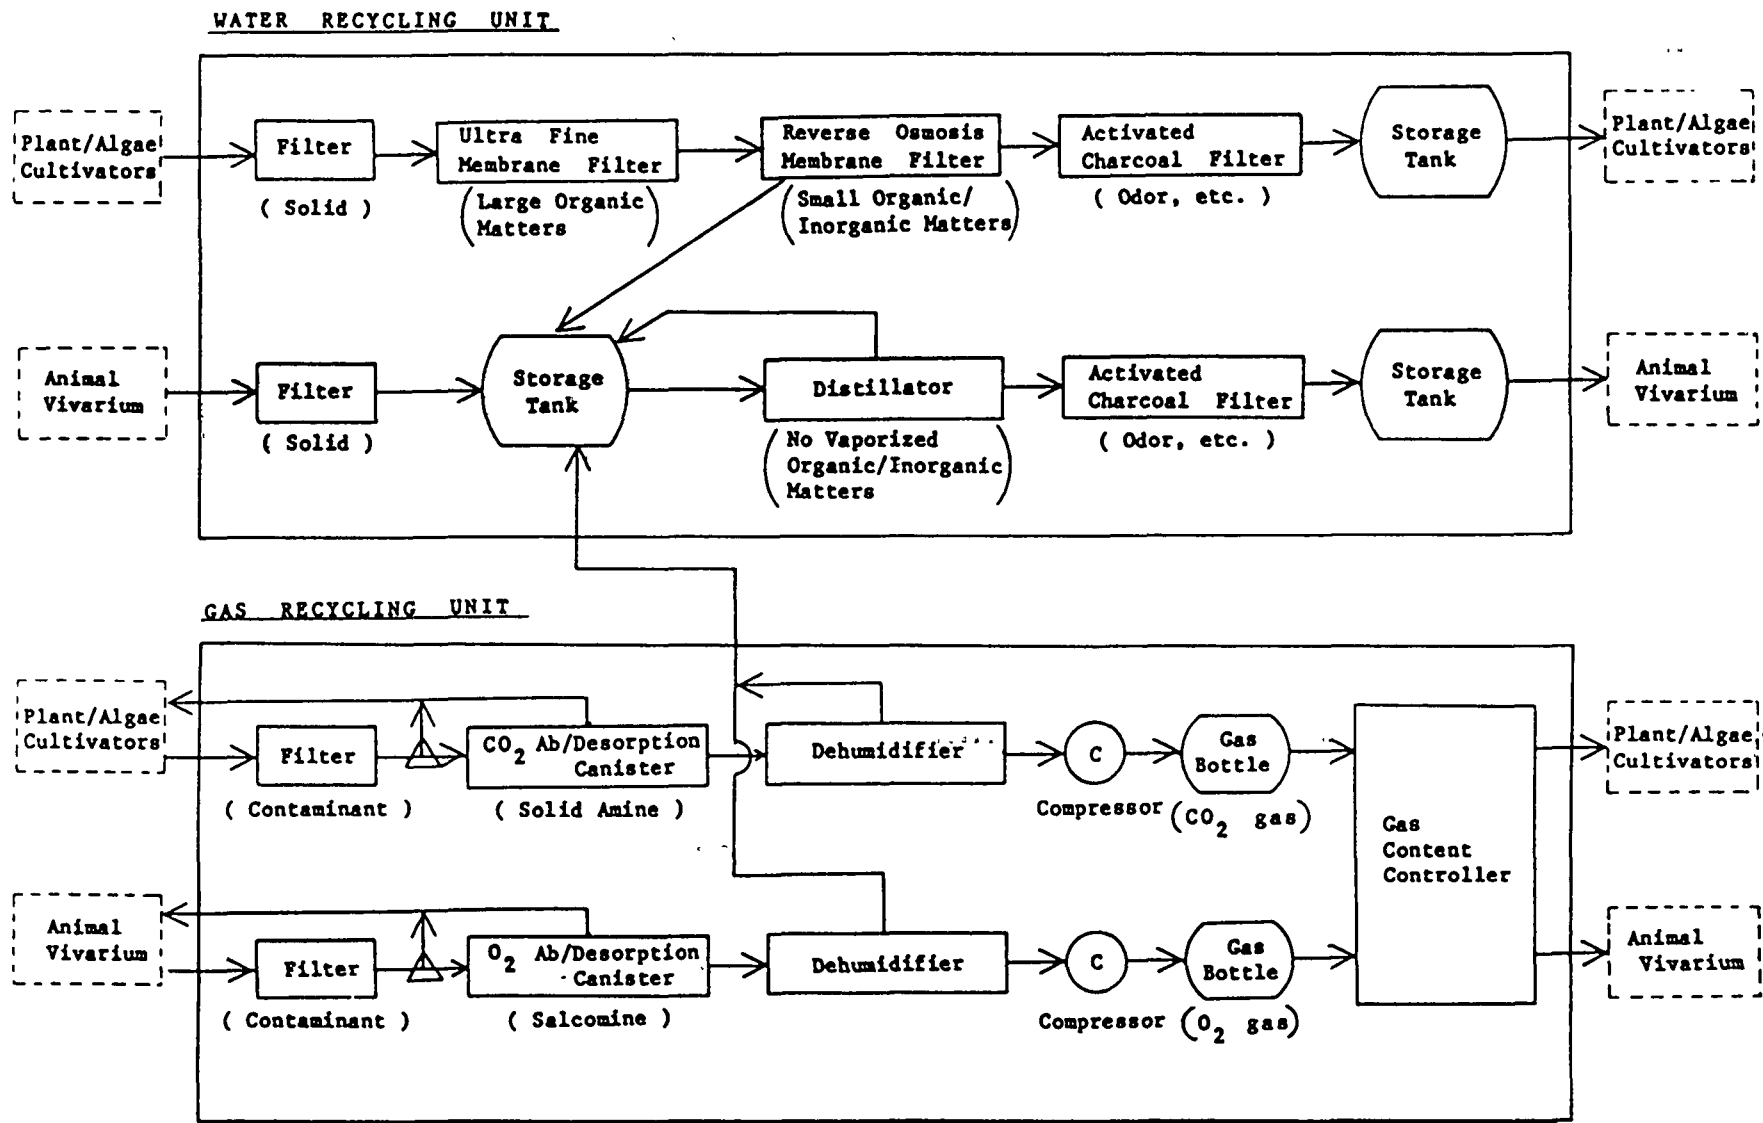 WATER RECYCLING UNIT
Plant/Algae
Cultivators
Filter
( Solid )
Ultra Fine
Membrane Filter
(Large Organic
Matters)
Reverse Osmosis
Membrane Filter
(Small Organic/
Inorganic Matters)
Activated
Charcoal Filter
( Odor, etc. )
Storage
Tank
Plant/Algae
Cultivators
Animal
Vivarium
Filter
( Solid )
Storage
Tank
Distillator
(No Vaporized
Organic/Inorganic
Matters)
Activated
Charcoal Filter
( Odor, etc. )
Storage
Tank
Animal
Vivarium
GAS RECYCLING UNIT
Plant/Algae
Cultivators
Filter
( Contaminant )
CO2 Ab/Desorption
Canister
( Solid Amine )
Dehumidifier
C
Compressor
Gas
Bottle
(CO2 gas)
Gas
Content
Controller
Plant/Algae
Cultivators
Animal
Vivarium
Filter
( Contaminant )
O2 Ab/Desorption
Canister
( Salcomine )
Dehumidifier
C
Compressor
Gas
Bottle
(O2 gas)
Animal
Vivarium